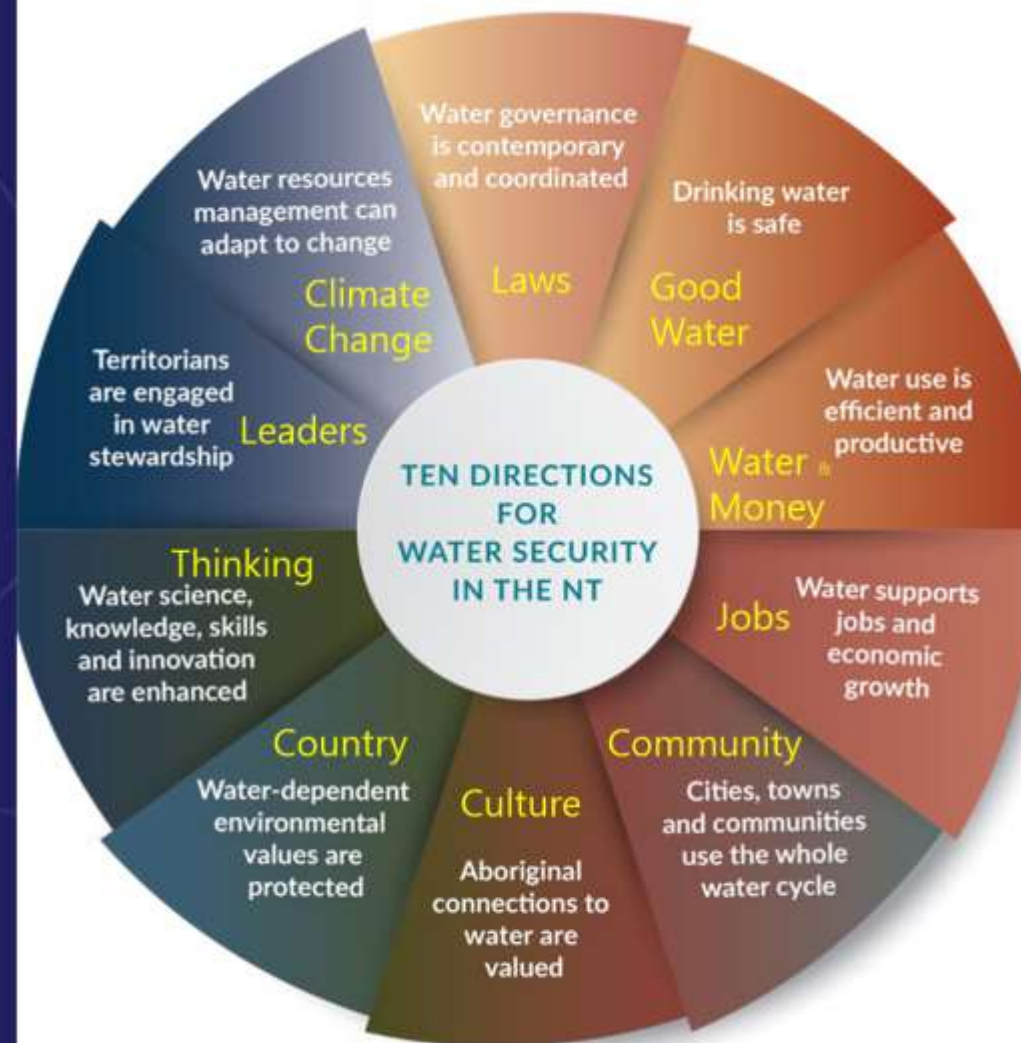 Water governance
is contemporary
and coordinated
Laws
Drinking water
is safe
Good
Water
Water use is
efficient and
productive
Water &
Money
Water supports
jobs and
economic
growth
Jobs
Community
Cities, towns
and communities
use the whole
water cycle
Culture
Aboriginal
connections to
water are
valued
Country
Water-dependent
environmental
values are
protected
Thinking
Water science,
knowledge, skills
and innovation
are enhanced
Territorians
are engaged
in water
stewardship
Leaders
Water resources
management can
adapt to change
Climate
Change
TEN DIRECTIONS
FOR
WATER SECURITY
IN THE NT